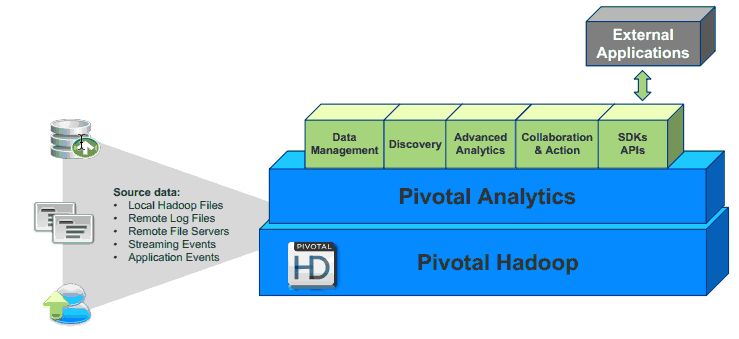 External
Applications
Data
Management
Discovery
Advanced
Analytics
Collaboration
& Action
SDKs
APIs
Source data:
• Local Hadoop Files
• Remote Log Files
• Remote File Servers
• Streaming Events
• Application Events
Pivotal Analytics
PIVOTAL
HD
Pivotal Hadoop